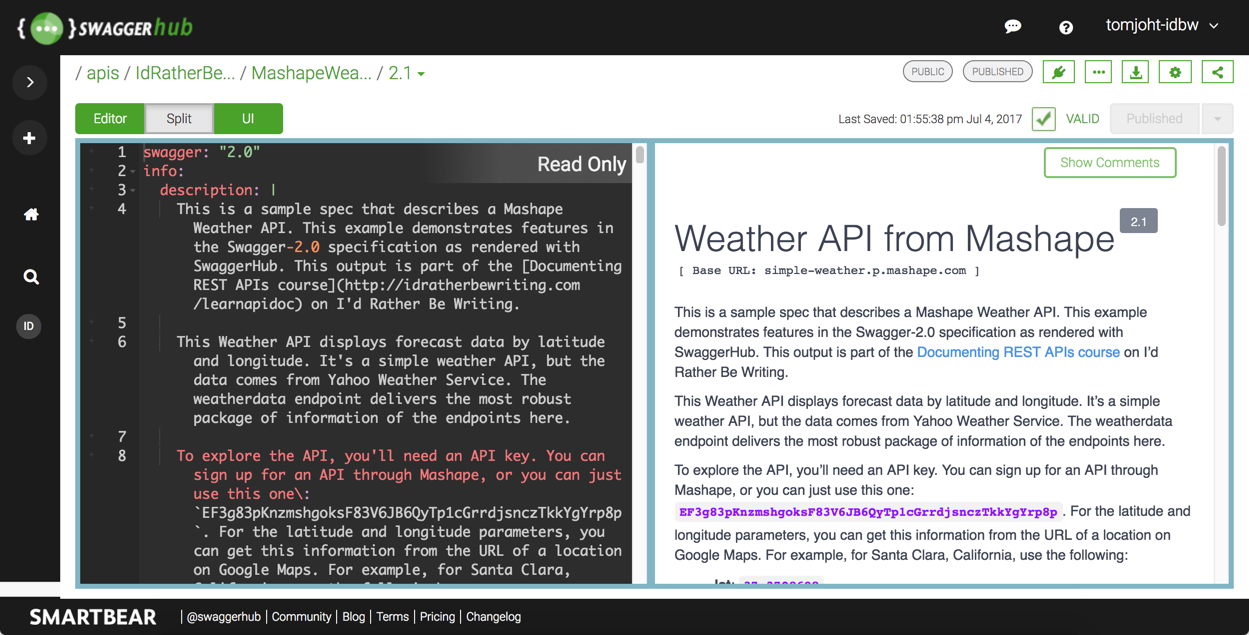 {...} SWAGGERhub
tomjoht-idbw
/ apis / IdRatherBe... / MashapeWea... / 2.1
PUBLIC PUBLISHED
Editor Split UI
Last Saved: 01:55:38 pm Jul 4, 2017 VALID Published
ID
1 swagger: "2.0"
2 info:
3 description: |
4 This is a sample spec that describes a Mashape
Weather API. This example demonstrates features in
the Swagger-2.0 specification as rendered with
SwaggerHub. This output is part of the [Documenting
REST APIs course](http://idratherbewriting.com
/learnapidoc) on I'd Rather Be Writing.
5
6 This Weather API displays forecast data by latitude
and longitude. It's a simple weather API, but the
data comes from Yahoo Weather Service. The
weatherdata endpoint delivers the most robust
package of information of the endpoints here.
7
8 To explore the API, you'll need an API key. You can
sign up for an API through Mashape, or you can just
use this one\:
`EF3g83pKnzmshgoksF83V6JB6QyTp1cGrrdjsnczTkkYgYrp8p
`. For the latitude and longitude parameters, you
can get this information from the URL of a location
on Google Maps. For example, for Santa Clara,
Read Only
Show Comments
Weather API from Mashape 2.1
[ Base URL: simple-weather.p.mashape.com ]
This is a sample spec that describes a Mashape Weather API. This example
demonstrates features in the Swagger-2.0 specification as rendered with
SwaggerHub. This output is part of the Documenting REST APIs course on I'd
Rather Be Writing.
This Weather API displays forecast data by latitude and longitude. It's a simple
weather API, but the data comes from Yahoo Weather Service. The weatherdata
endpoint delivers the most robust package of information of the endpoints here.
To explore the API, you'll need an API key. You can sign up for an API through
Mashape, or you can just use this one:
EF3g83pKnzmshgoksF83V6JB6QyTp1cGrrdjsnczTkkYgYrp8p . For the latitude and
longitude parameters, you can get this information from the URL of a location on
Google Maps. For example, for Santa Clara, California, use the following:
SMARTBEAR | @swaggerhub | Community | Blog | Terms | Pricing | Changelog